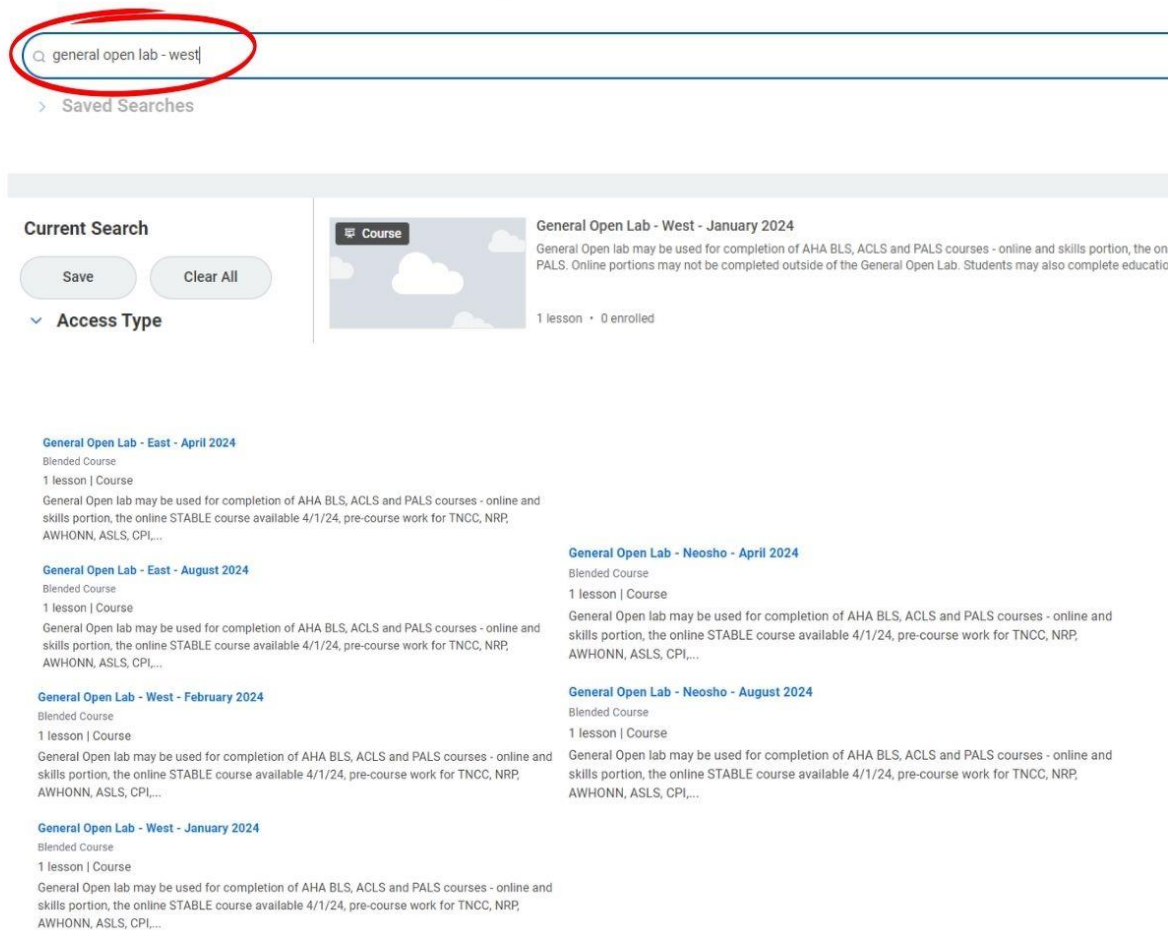 general open lab - west
Saved Searches
Current Search
Save
Clear All
Access Type
Course
General Open Lab - West - January 2024
General Open lab may be used for completion of AHA BLS, ACLS and PALS courses - online and skills portion, the on
PALS. Online portions may not be completed outside of the General Open Lab. Students may also complete educatio
1 lesson • 0 enrolled
General Open Lab - East - April 2024
Blended Course
1 lesson | Course
General Open lab may be used for completion of AHA BLS, ACLS and PALS courses - online and
skills portion, the online STABLE course available 4/1/24, pre-course work for TNCC, NRP,
AWHONN, ASLS, CPI,...
General Open Lab - East - August 2024
Blended Course
1 lesson | Course
General Open lab may be used for completion of AHA BLS, ACLS and PALS courses - online and
skills portion, the online STABLE course available 4/1/24, pre-course work for TNCC, NRP,
AWHONN, ASLS, CPI,...
General Open Lab - West - February 2024
Blended Course
1 lesson | Course
General Open lab may be used for completion of AHA BLS, ACLS and PALS courses - online and
skills portion, the online STABLE course available 4/1/24, pre-course work for TNCC, NRP,
AWHONN, ASLS, CPI,...
General Open Lab - West - January 2024
Blended Course
1 lesson | Course
General Open lab may be used for completion of AHA BLS, ACLS and PALS courses - online and
skills portion, the online STABLE course available 4/1/24, pre-course work for TNCC, NRP,
AWHONN, ASLS, CPI,...
General Open Lab - Neosho - April 2024
Blended Course
1 lesson | Course
General Open lab may be used for completion of AHA BLS, ACLS and PALS courses - online and
skills portion, the online STABLE course available 4/1/24, pre-course work for TNCC, NRP,
AWHONN, ASLS, CPI,...
General Open Lab - Neosho - August 2024
Blended Course
1 lesson | Course
General Open lab may be used for completion of AHA BLS, ACLS and PALS courses - online and
skills portion, the online STABLE course available 4/1/24, pre-course work for TNCC, NRP,
AWHONN, ASLS, CPI,...